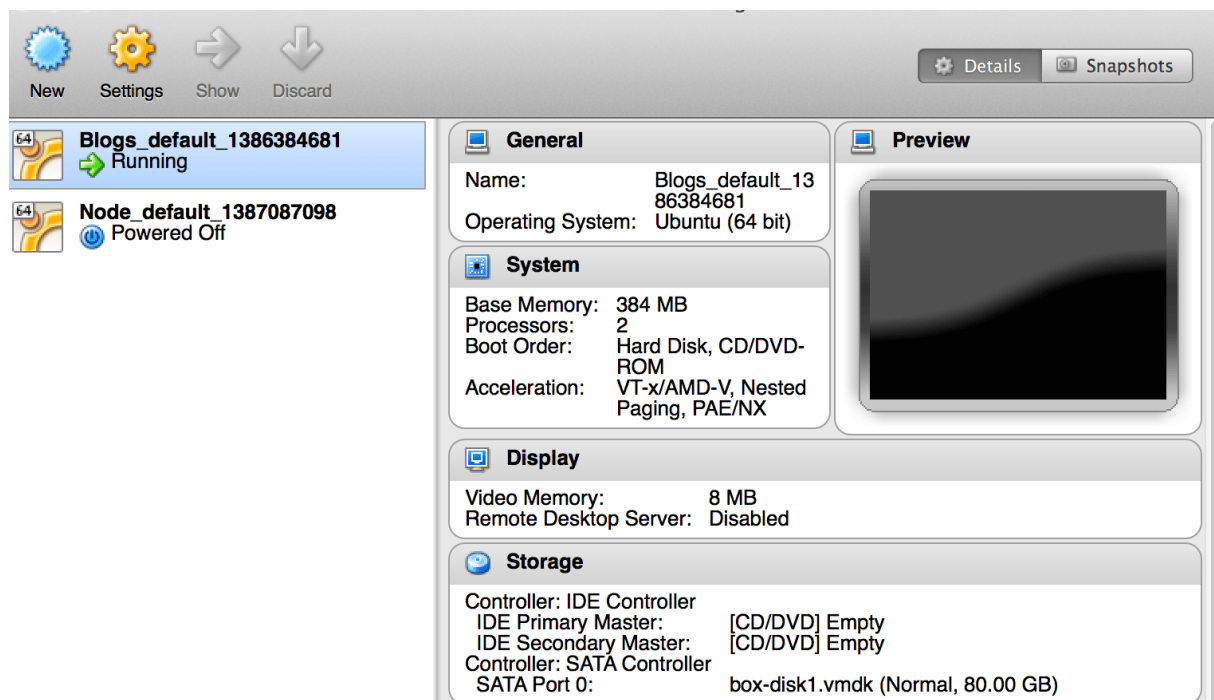 New Settings Show Discard
Details Snapshots
64 Blogs_default_1386384681
Running
64 Node_default_1387087098
Powered Off
General
Name: Blogs_default_13
86384681
Operating System: Ubuntu (64 bit)
Preview
System
Base Memory: 384 MB
Processors: 2
Boot Order: Hard Disk, CD/DVD-
ROM
Acceleration: VT-x/AMD-V, Nested
Paging, PAE/NX
Display
Video Memory: 8 MB
Remote Desktop Server: Disabled
Storage
Controller: IDE Controller
IDE Primary Master: [CD/DVD] Empty
IDE Secondary Master: [CD/DVD] Empty
Controller: SATA Controller
SATA Port 0: box-disk1.vmdk (Normal, 80.00 GB)